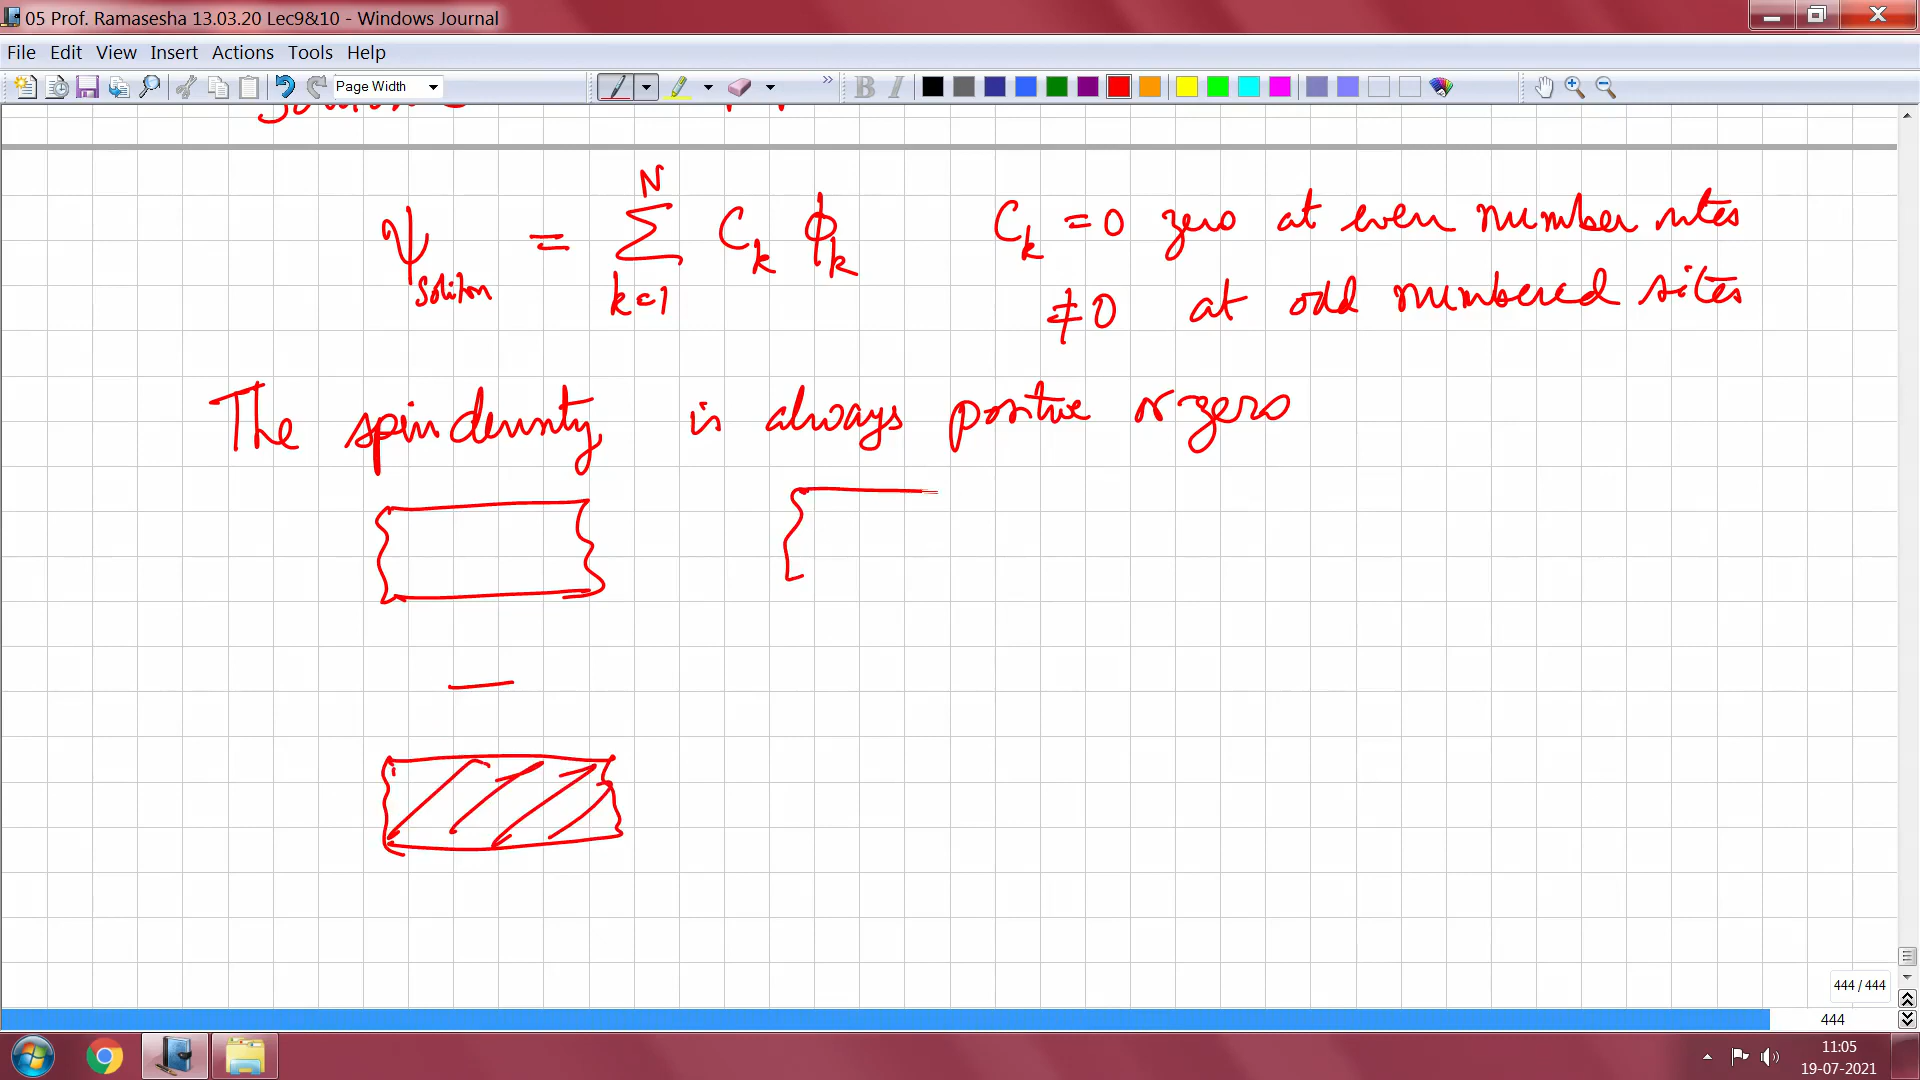 05 Prof. Ramasesha 13.03.20 Lec9&10 - Windows Journal
File Edit View Insert Actions Tools Help
Page Width
B I
ψ_soliton = Σ_{k=1}^{N} C_k φ_k C_k = 0 zero at even number sites
≠ 0 at odd numbered sites
The spin density is always positive or zero
444 / 444
444
11:05
19-07-2021